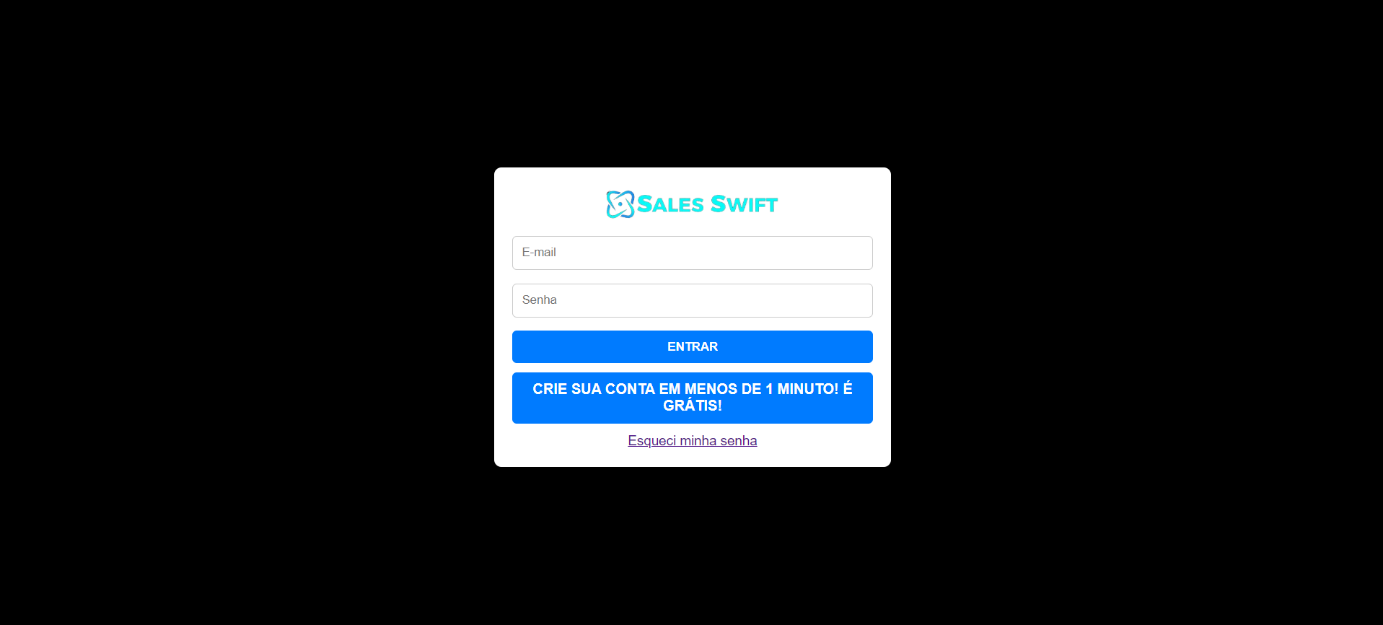 SALES SWIFT
E-mail
Senha
ENTRAR
CRIE SUA CONTA EM MENOS DE 1 MINUTO! É
GRÁTIS!
Esqueci minha senha